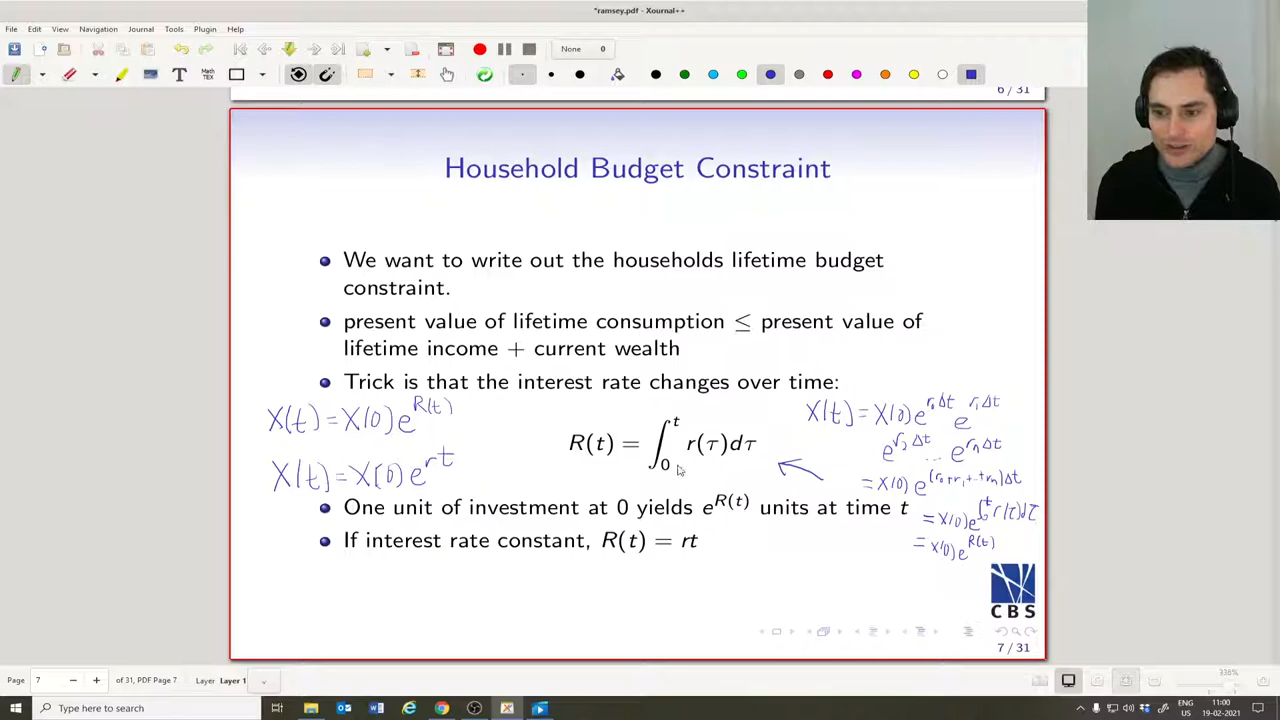 *ramsey.pdf - Xournal++
File Edit View Navigation Journal Tools Plugin Help
None 0
6 / 31
Household Budget Constraint
We want to write out the households lifetime budget
constraint.
present value of lifetime consumption ≤ present value of
lifetime income + current wealth
Trick is that the interest rate changes over time:
X(t) = X(0)e^{R(t)}
X(t) = X(0)e^{rt}
R(t) = ∫_0^t r(τ)dτ
X(t) = X(0)e^{r_0Δt} e^{r_1Δt}
e^{r_2Δt} ... e^{r_nΔt}
= X(0) e^{(r_0+r_1+...+r_n)Δt}
= X(0)e^{∫_0^t r(τ)dτ}
= X(0)e^{R(t)}
One unit of investment at 0 yields e^{R(t)} units at time t
If interest rate constant, R(t) = rt
CBS
7 / 31
Page 7 of 31, PDF Page 7 Layer Layer 1
336%
Type here to search
ENG
US
11:00
19-02-2021